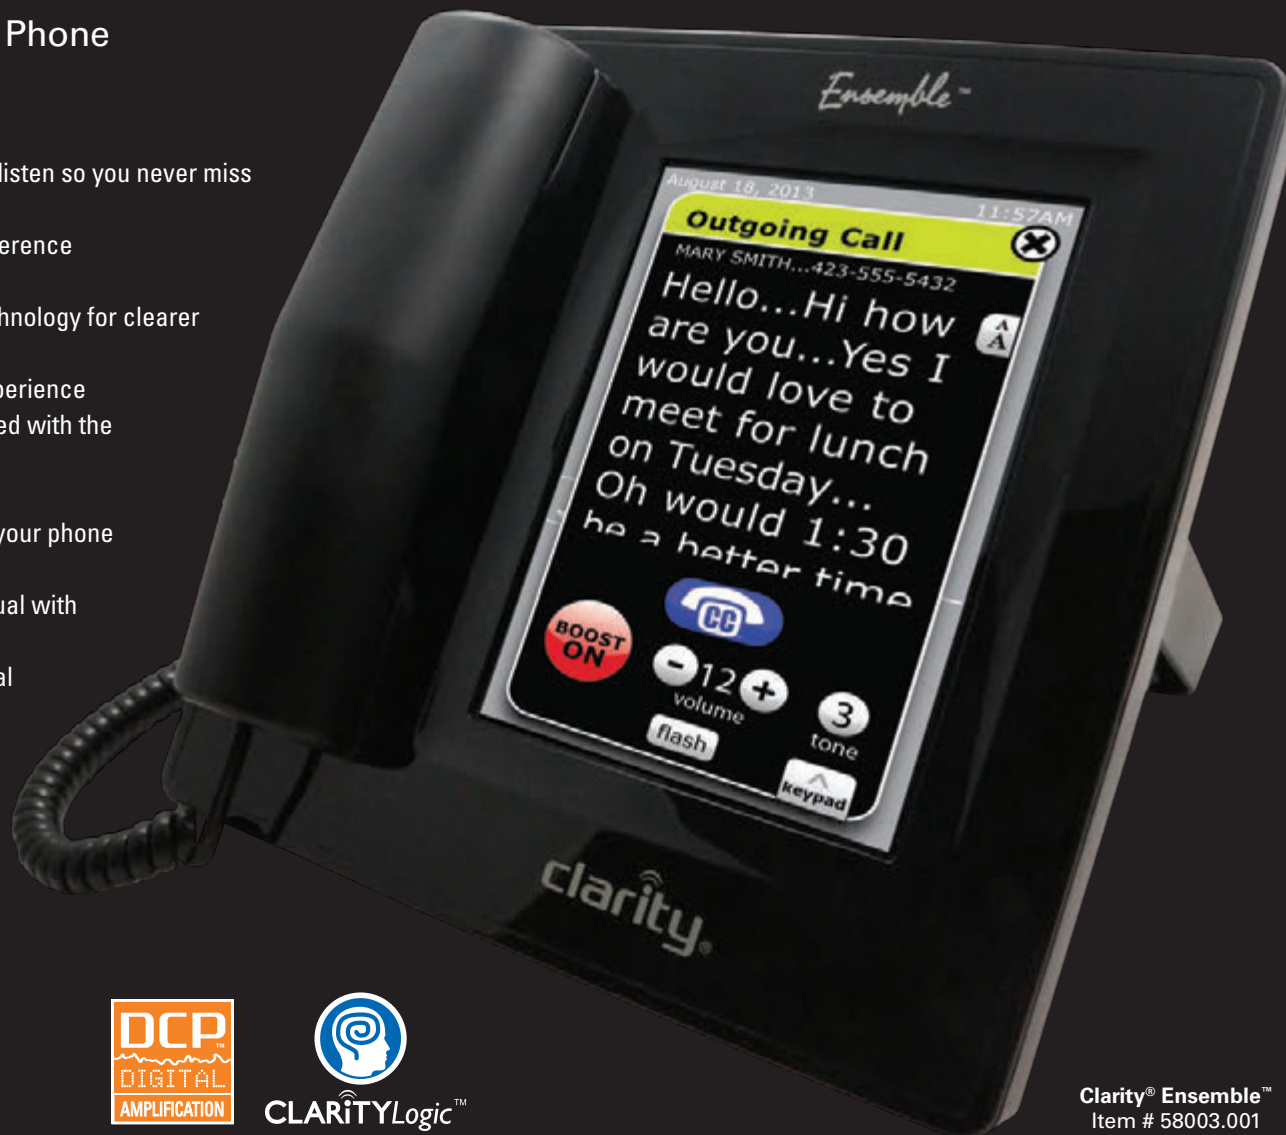 Phone
listen so you never miss
erence
hnology for clearer
perience
ed with the
your phone
ual with
al
Ensemble™
August 18, 2013
11:57AM
Outgoing Call
MARY SMITH...423-555-5432
Hello...Hi how
are you...Yes I
would love to
meet for lunch
on Tuesday...
Oh would 1:30
be a better time
A
A
CC
BOOST
ON
- 12 +
volume
3
tone
flash
keypad
clarity®
DCP™
DIGITAL
AMPLIFICATION
CLARITYLogic™
Clarity® Ensemble™
Item # 58003.001